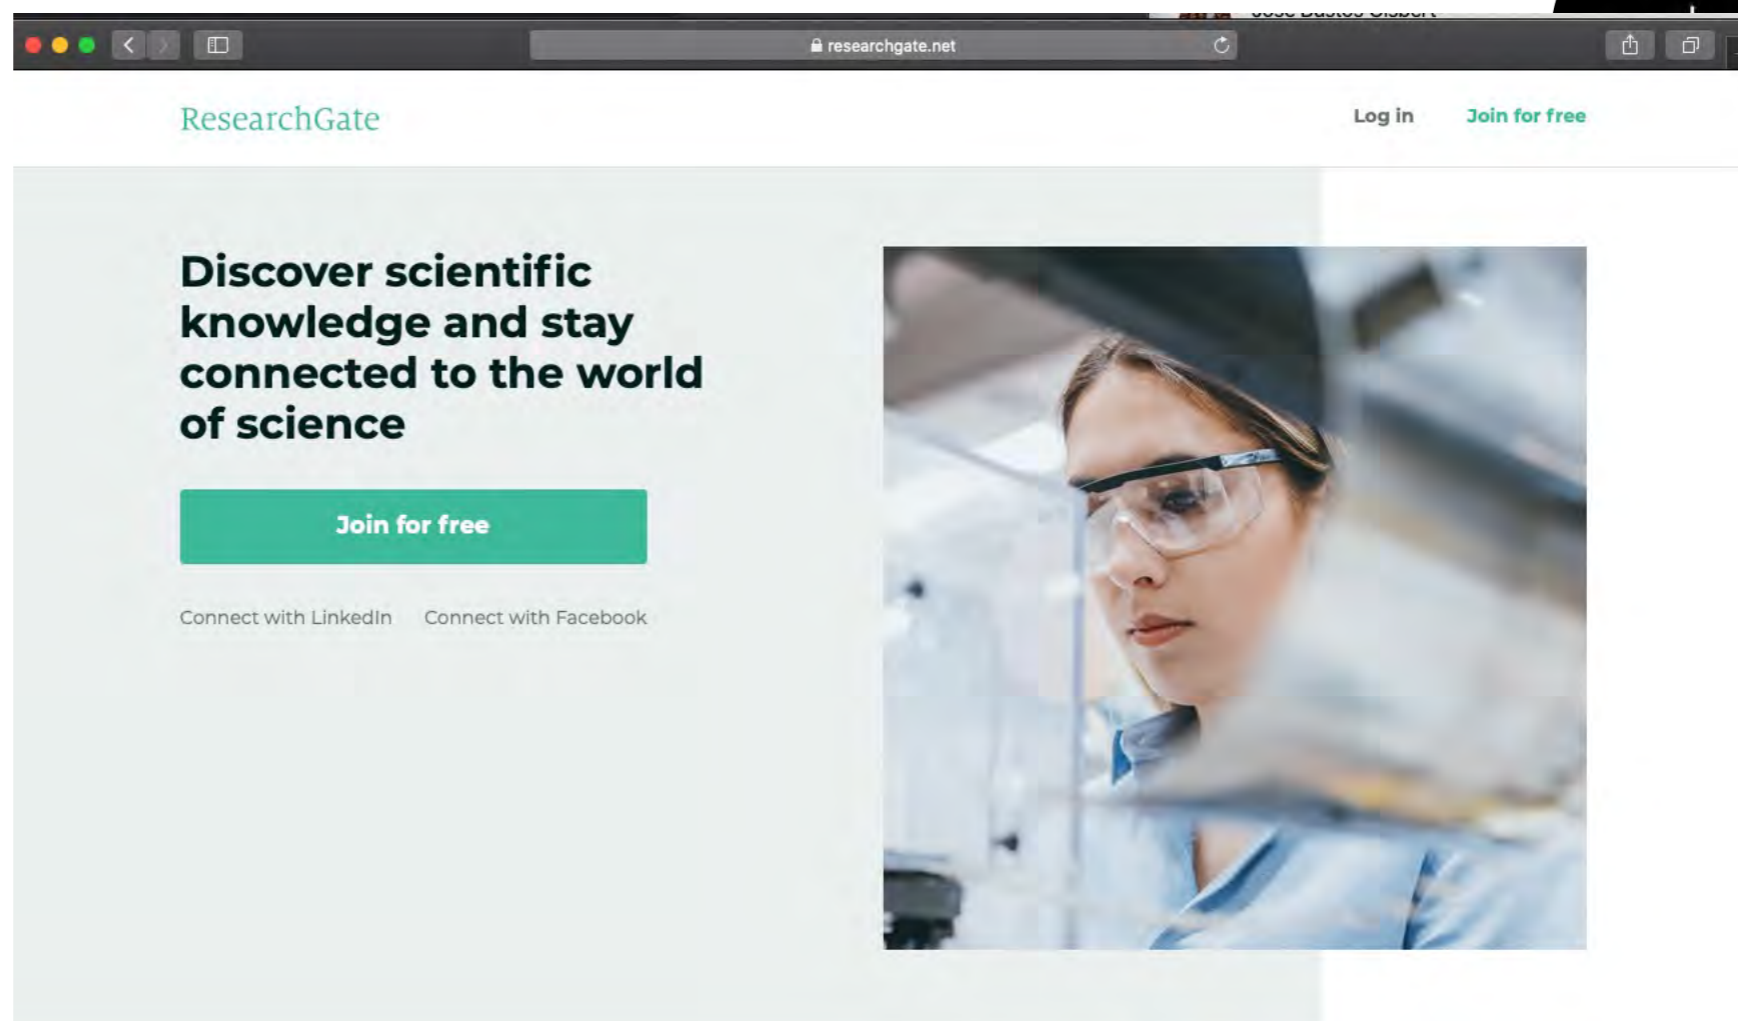 researchgate.net
ResearchGate
Log in
Join for free
Discover scientific
knowledge and stay
connected to the world
of science
Join for free
Connect with LinkedIn
Connect with Facebook